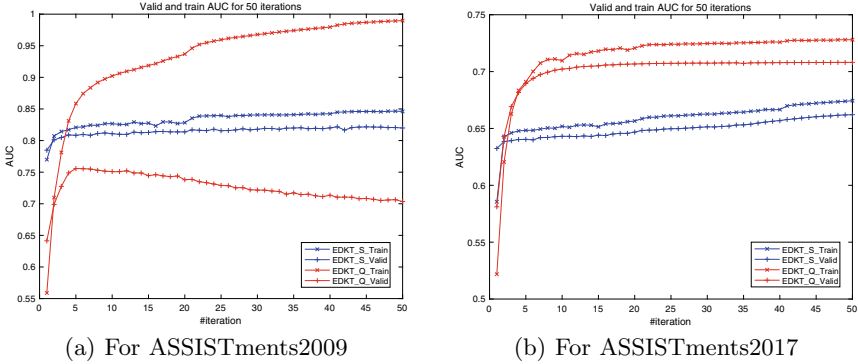 Valid and train AUC for 50 iterations
1
0.95
0.9
0.85
0.8
0.75
0.7
0.65
0.6
0.55
AUC
0 5 10 15 20 25 30 35 40 45 50
#iteration
EDKT_S_Train
EDKT_S_Valid
EDKT_Q_Train
EDKT_Q_Valid
(a) For ASSISTments2009
Valid and train AUC for 50 iterations
0.75
0.7
0.65
0.6
0.55
0.5
AUC
0 5 10 15 20 25 30 35 40 45 50
#iteration
EDKT_S_Train
EDKT_S_Valid
EDKT_Q_Train
EDKT_Q_Valid
(b) For ASSISTments2017